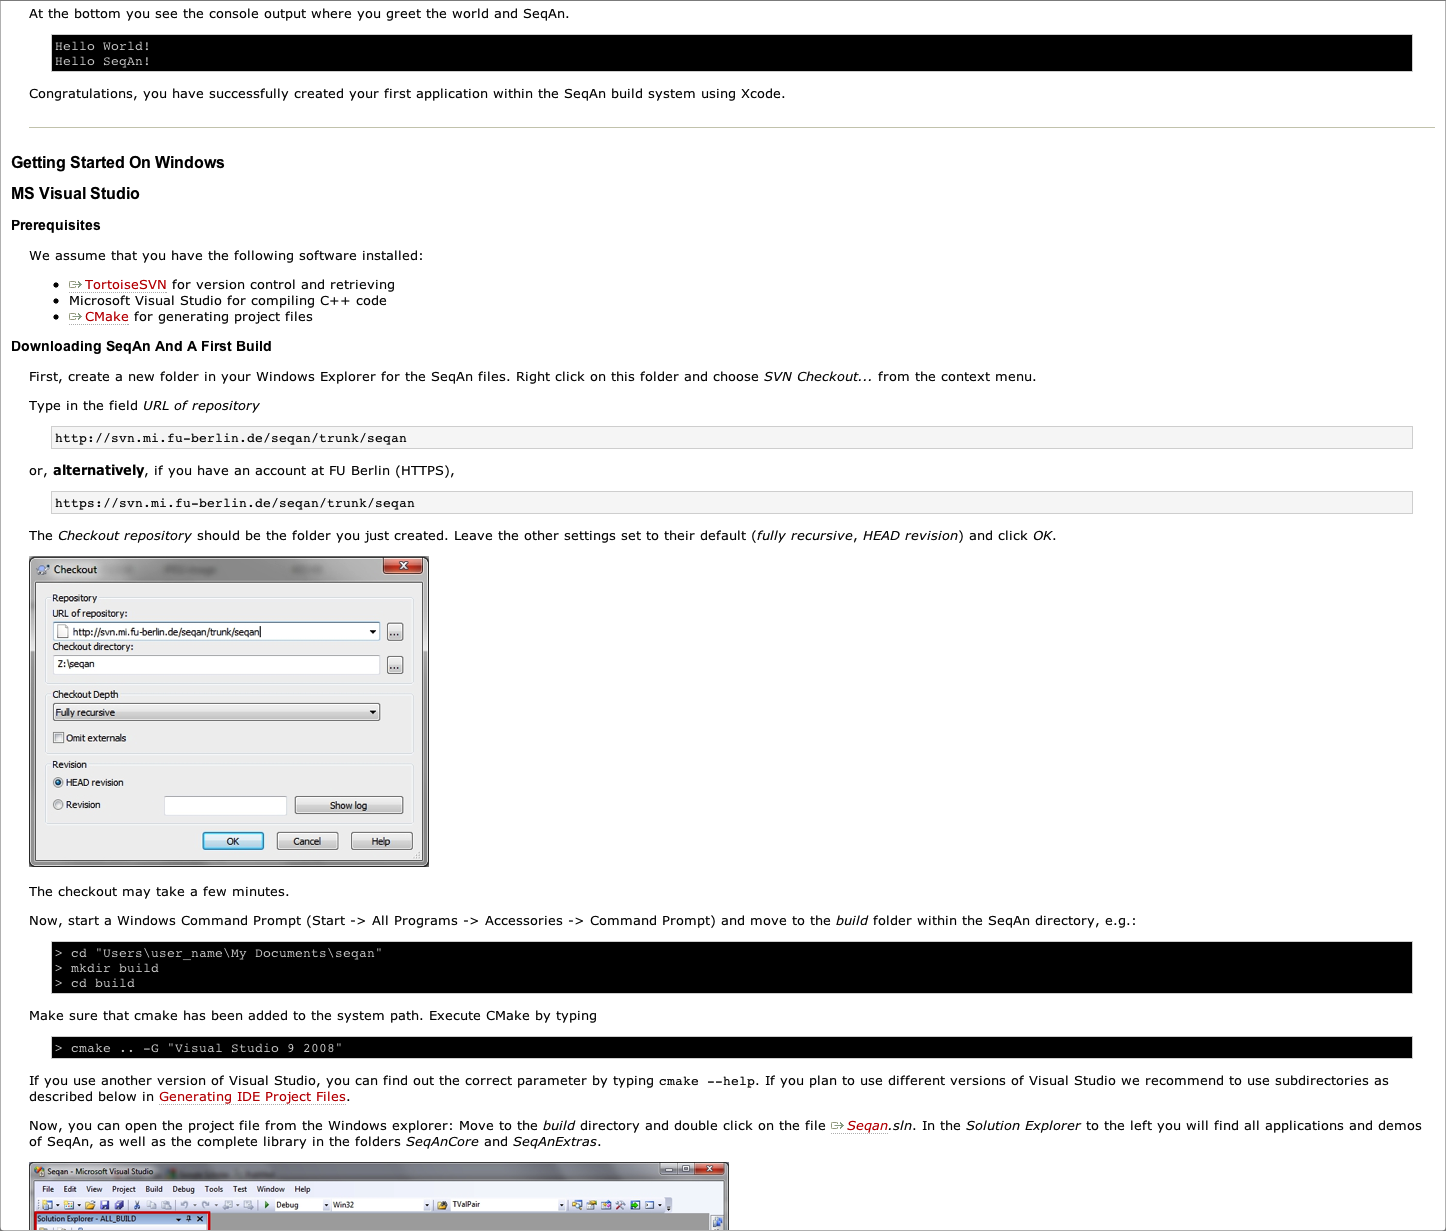 At the bottom you see the console output where you greet the world and SeqAn.
Hello World!
Hello SeqAn!
Congratulations, you have successfully created your first application within the SeqAn build system using Xcode.
Getting Started On Windows
MS Visual Studio
Prerequisites
We assume that you have the following software installed:
• TortoiseSVN for version control and retrieving
• Microsoft Visual Studio for compiling C++ code
• CMake for generating project files
Downloading SeqAn And A First Build
First, create a new folder in your Windows Explorer for the SeqAn files. Right click on this folder and choose SVN Checkout... from the context menu.
Type in the field URL of repository
http://svn.mi.fu-berlin.de/seqan/trunk/seqan
or, alternatively, if you have an account at FU Berlin (HTTPS),
https://svn.mi.fu-berlin.de/seqan/trunk/seqan
The Checkout repository should be the folder you just created. Leave the other settings set to their default (fully recursive, HEAD revision) and click OK.
Checkout
Repository
URL of repository:
http://svn.mi.fu-berlin.de/seqan/trunk/seqan
...
Checkout directory:
Z:\seqan
...
Checkout Depth
Fully recursive
Omit externals
Revision
HEAD revision
Revision
Show log
OK Cancel Help
The checkout may take a few minutes.
Now, start a Windows Command Prompt (Start -> All Programs -> Accessories -> Command Prompt) and move to the build folder within the SeqAn directory, e.g.:
> cd "Users\user_name\My Documents\seqan"
> mkdir build
> cd build
Make sure that cmake has been added to the system path. Execute CMake by typing
> cmake .. -G "Visual Studio 9 2008"
If you use another version of Visual Studio, you can find out the correct parameter by typing cmake --help. If you plan to use different versions of Visual Studio we recommend to use subdirectories as
described below in Generating IDE Project Files.
Now, you can open the project file from the Windows explorer: Move to the build directory and double click on the file Seqan.sln. In the Solution Explorer to the left you will find all applications and demos
of SeqAn, as well as the complete library in the folders SeqAnCore and SeqAnExtras.
Seqan - Microsoft Visual Studio
File Edit View Project Build Debug Tools Test Window Help
Debug Win32 TValPair
Solution Explorer - ALL_BUILD